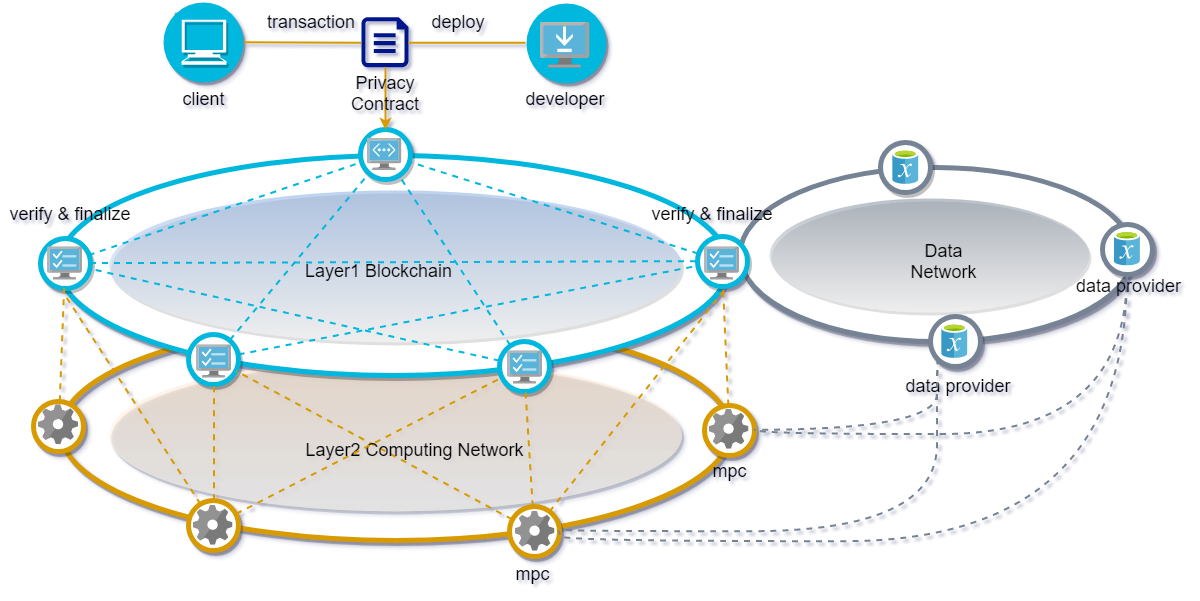 transaction
deploy
client
Privacy
Contract
developer
verify & finalize
verify & finalize
Layer1 Blockchain
Data
Network
data provider
data provider
Layer2 Computing Network
mpc
mpc
x
x
x